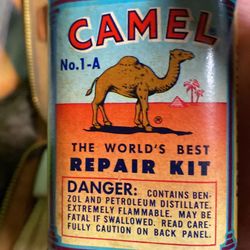 CAMEL®
No.1-A
®
THE WORLD'S BEST
REPAIR KIT
DANGER: CONTAINS BEN-
ZOL AND PETROLEUM DISTILLATE.
EXTREMELY FLAMMABLE. MAY BE
FATAL IF SWALLOWED. READ CARE-
FULLY CAUTION ON BACK PANEL.